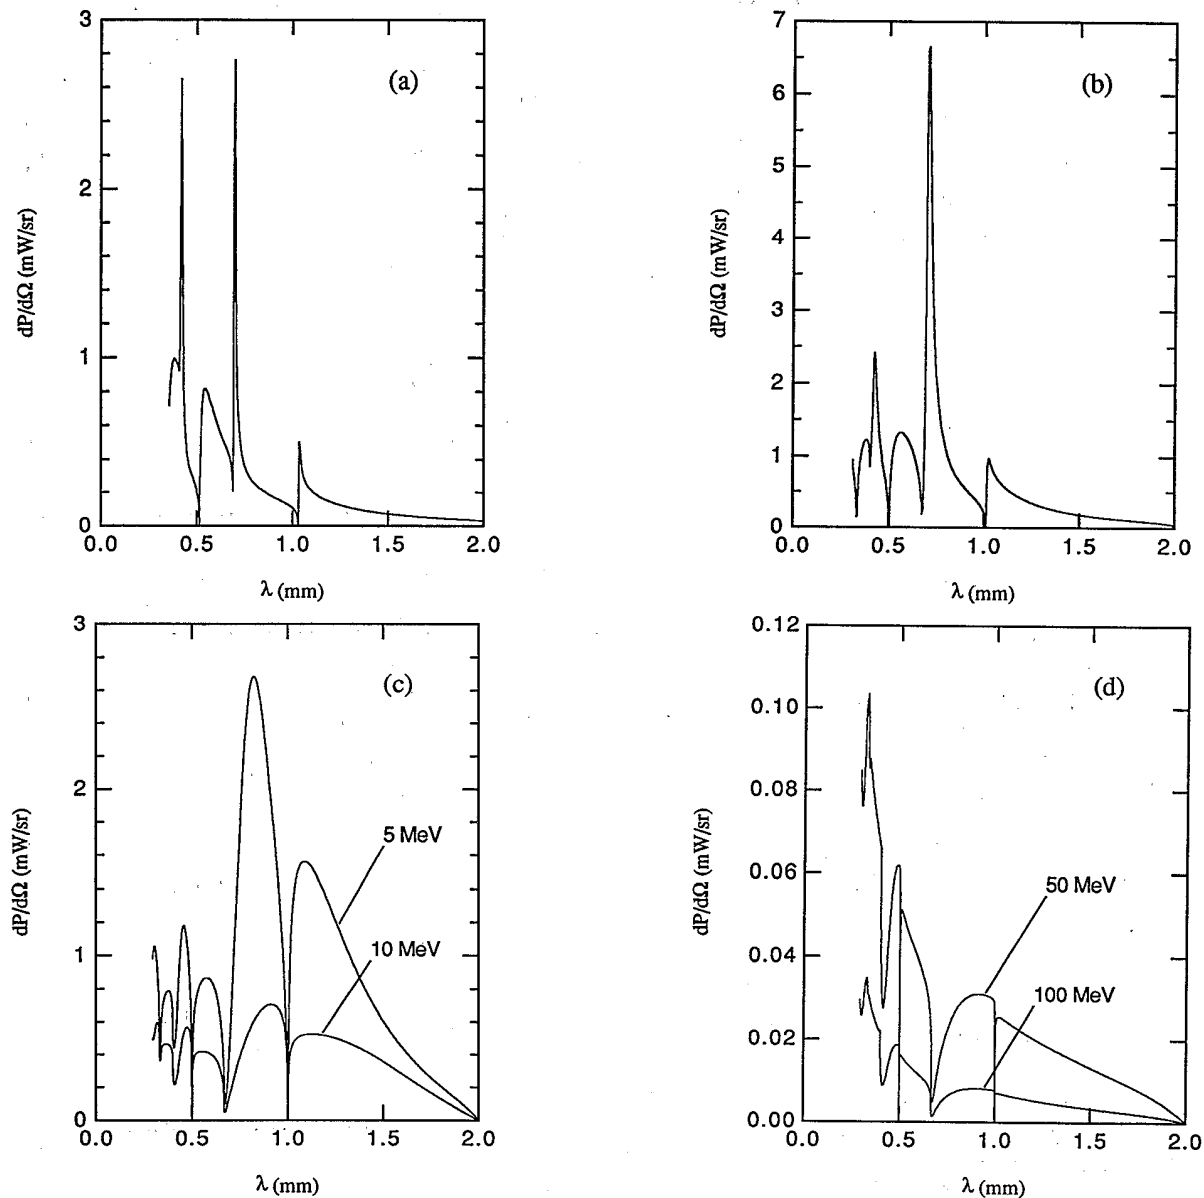 3
2
1
0
0.0 0.5 1.0 1.5 2.0
dP/dΩ (mW/sr)
λ (mm)
(a)
7
6
5
4
3
2
1
0
0.0 0.5 1.0 1.5 2.0
dP/dΩ (mW/sr)
λ (mm)
(b)
3
2
1
0
0.0 0.5 1.0 1.5 2.0
dP/dΩ (mW/sr)
λ (mm)
(c)
5 MeV
10 MeV
0.12
0.10
0.08
0.06
0.04
0.02
0.00
0.0 0.5 1.0 1.5 2.0
dP/dΩ (mW/sr)
λ (mm)
(d)
50 MeV
100 MeV